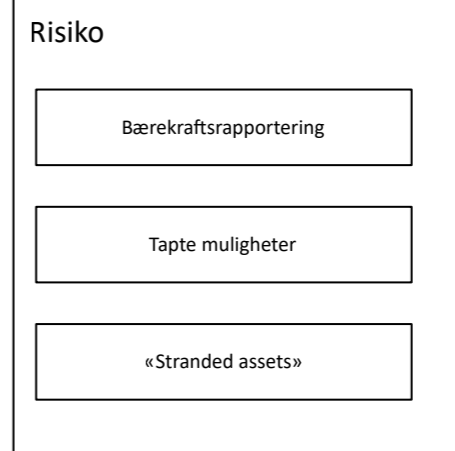 Risiko
Bærekraftsrapportering
Tapte muligheter
«Stranded assets»